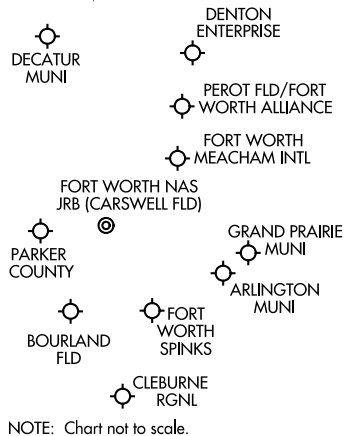 DENTON
ENTERPRISE
DECATUR
MUNI
PEROT FLD/FORT
WORTH ALLIANCE
FORT WORTH
MEACHAM INTL
FORT WORTH NAS
JRB (CARSWELL FLD)
PARKER
COUNTY
GRAND PRAIRIE
MUNI
ARLINGTON
MUNI
BOURLAND
FLD
FORT
WORTH
SPINKS
CLEBURNE
RGNL
NOTE: Chart not to scale.